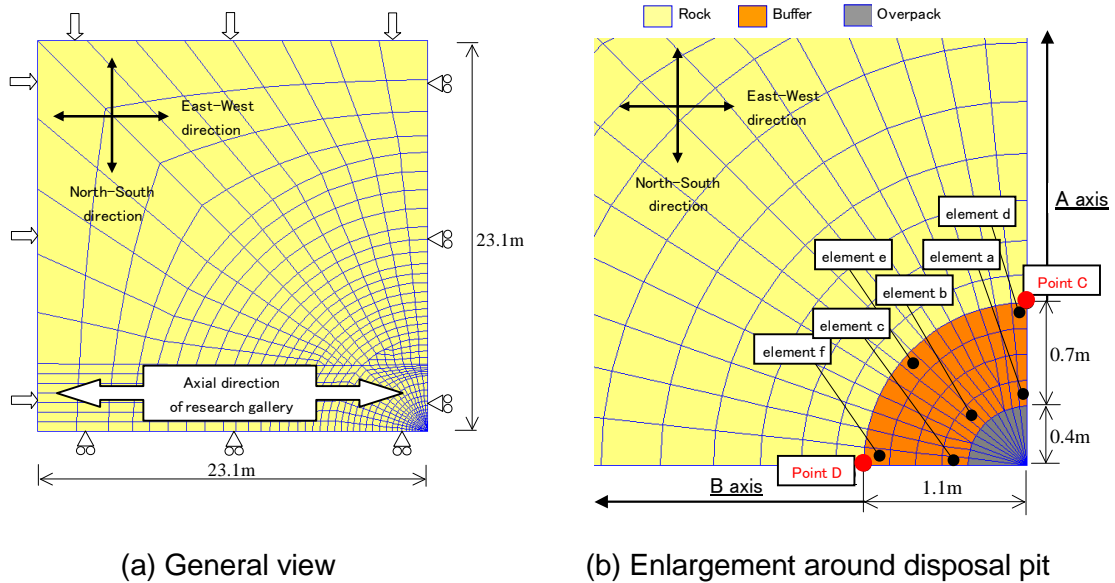 East-West
direction
North-South
direction
Axial direction
of research gallery
23.1m
23.1m
(a) General view
Rock
Buffer
Overpack
East-West
direction
North-South
direction
A axis
element d
element a
element e
Point C
element b
element c
element f
0.7m
0.4m
Point D
B axis
1.1m
(b) Enlargement around disposal pit